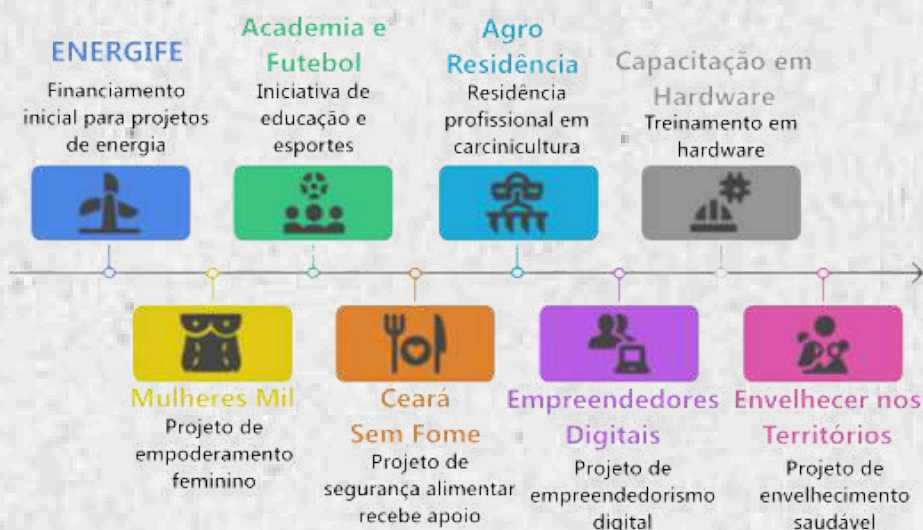 ENERGIFE
Financiamento
inicial para projetos
de energia
Academia e
Futebol
Iniciativa de
educação e
esportes
Agro
Residência
Residência
profissional em
carcinicultura
Capacitação em
Hardware
Treinamento em
hardware
Mulheres Mil
Projeto de
empoderamento
feminino
Ceará
Sem Fome
Projeto de
segurança alimentar
recebe apoio
Empreendedores
Digitais
Projeto de
empreendedorismo
digital
Envelhecer nos
Territórios
Projeto de
envelhecimento
saudável